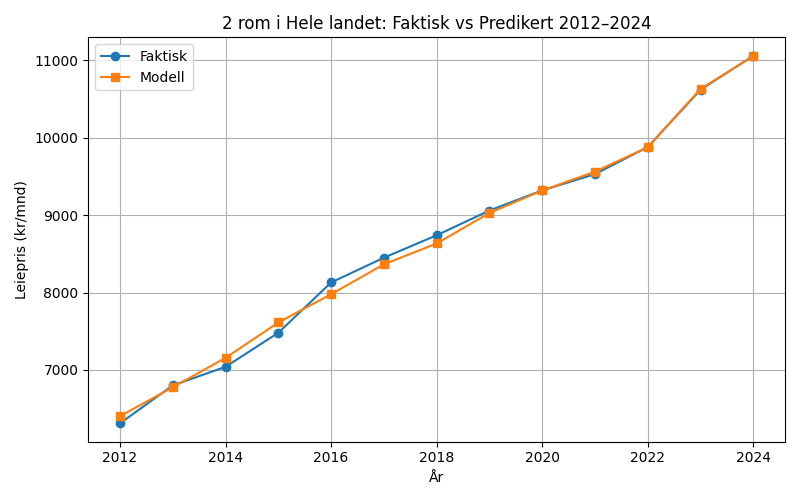 2 rom i Hele landet: Faktisk vs Predikert 2012–2024
Faktisk
Modell
Leiepris (kr/mnd)
11000
10000
9000
8000
7000
2012 2014 2016 2018 2020 2022 2024
År